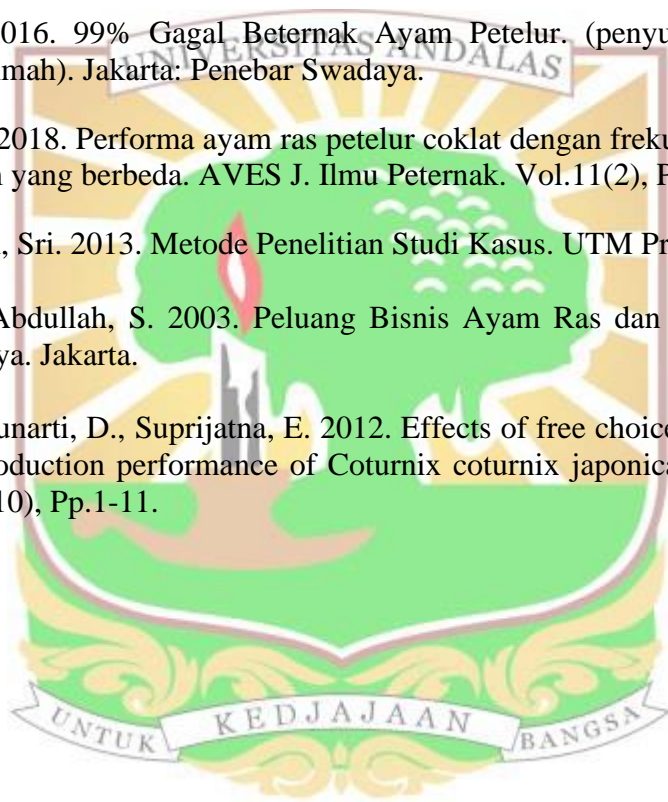 016. 99% Gagal Beternak Ayam Petelur. (penyu
UNIVERSITAS ANDALAS
mah). Jakarta: Penebar Swadaya.
2018. Performa ayam ras petelur coklat dengan freku
yang berbeda. AVES J. Ilmu Peternak. Vol.11(2), P
, Sri. 2013. Metode Penelitian Studi Kasus. UTM Pr
Abdullah, S. 2003. Peluang Bisnis Ayam Ras dan
ya. Jakarta.
unarti, D., Suprijatna, E. 2012. Effects of free choice
oduction performance of Coturnix coturnix japonica
10), Pp.1-11.
UNTUK KEDJAJAAN BANGSA